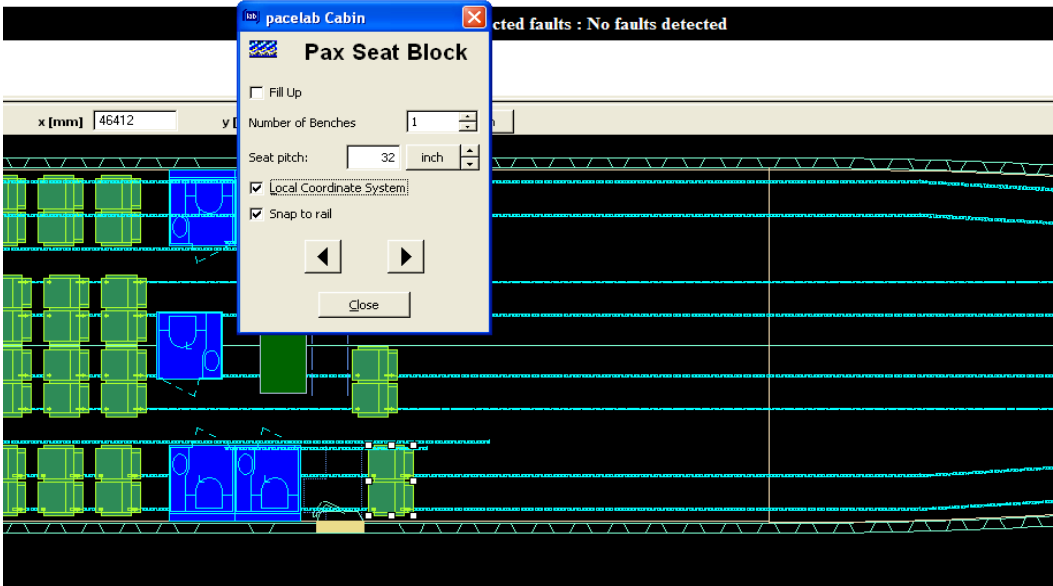 pacelab Cabin
cted faults : No faults detected
Pax Seat Block
Fill Up
x [mm] 46412 y [
Number of Benches 1
Seat pitch: 32 inch
Local Coordinate System
Snap to rail
Close